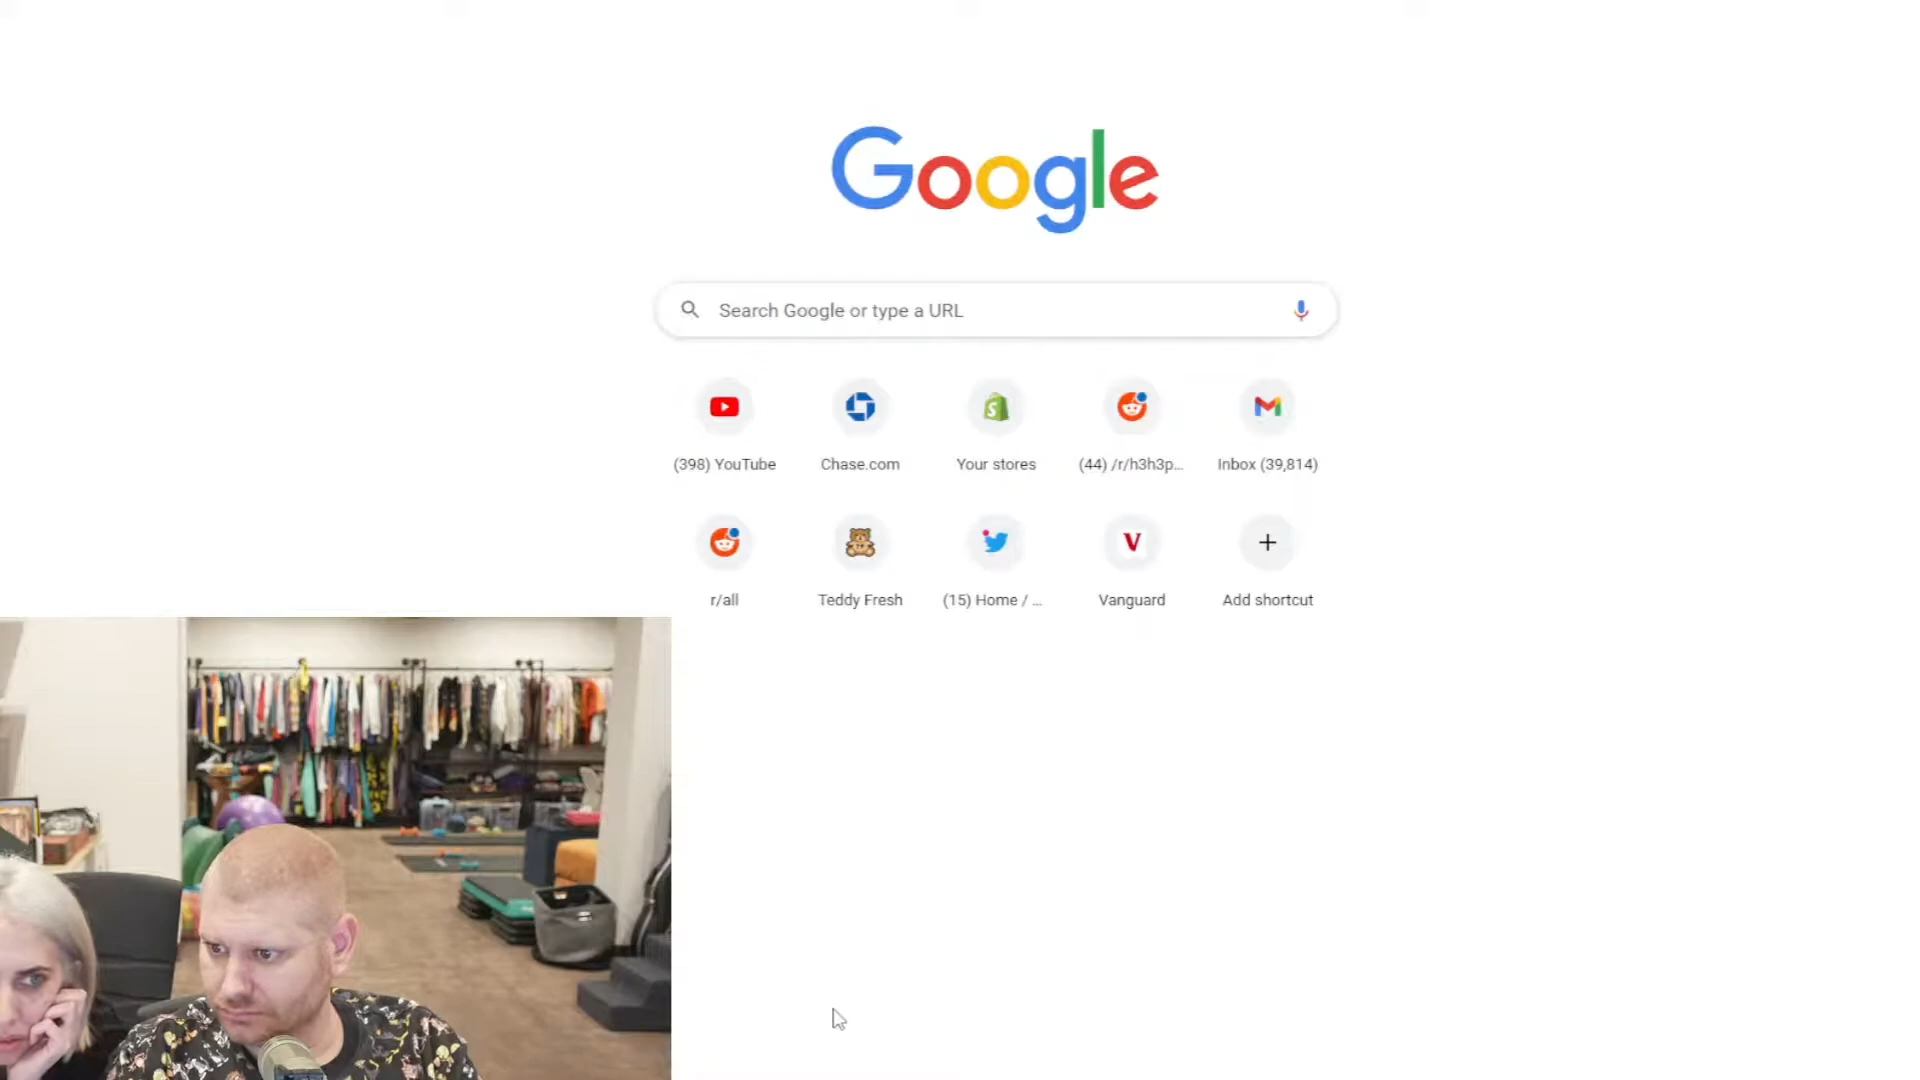 Google
Search Google or type a URL
(398) YouTube
Chase.com
Your stores
(44) /r/h3h3p...
Inbox (39,814)
r/all
Teddy Fresh
(15) Home / ...
Vanguard
Add shortcut